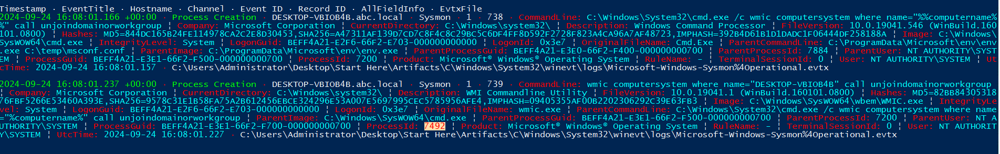 Timestamp · EventTitle · Hostname · Channel · Event ID · Record ID · AllFieldInfo · EvtxFile
2024-09-24 16:08:01.166 +00:00 · Process Creation · DESKTOP-VBIOB4B.abc.local · Sysmon · 1 · 738 · CommandLine: C:\Windows\System32\cmd.exe /c wmic computersystem where name="%%computername%
%" call unjoindomainorworkgroup ¦ Company: Microsoft Corporation ¦ CurrentDirectory: C:\Windows\system32\ ¦ Description: Windows Command Processor ¦ FileVersion: 10.0.19041.546 (WinBuild.160
101.0800) ¦ Hashes: MD5=844DC165B24FE114978CA2C2E8D30453,SHA256=A47311AF139D7CD7C8F4C8C29BC5C6DF4FF8D592F2728F823A4CA96A7AF48723,IMPHASH=392B4D61B1D1DADC1F06444DF258188A ¦ Image: C:\Windows\
SysWOW64\cmd.exe ¦ IntegrityLevel: System ¦ LogonGuid: BEFF4A21-E2F6-66F2-E703-000000000000 ¦ LogonId: 0x3e7 ¦ OriginalFileName: Cmd.Exe ¦ ParentCommandLine: C:\ProgramData\Microsoft\env\env
.exe C:\temp\msconf.conf ¦ ParentImage: C:\ProgramData\Microsoft\env\env.exe ¦ ParentProcessGuid: BEFF4A21-E3E0-66F2-F400-000000000700 ¦ ParentProcessId: 7884 ¦ ParentUser: NT AUTHORITY\SYST
EM ¦ ProcessGuid: BEFF4A21-E3E1-66F2-F500-000000000700 ¦ ProcessId: 7200 ¦ Product: Microsoft® Windows® Operating System ¦ RuleName: - ¦ TerminalSessionId: 0 ¦ User: NT AUTHORITY\SYSTEM ¦ Ut
cTime: 2024-09-24 16:08:01.157 · C:\Users\Administrator\Desktop\Start Here\Artifacts\C\Windows\System32\winevt\logs\Microsoft-Windows-Sysmon%4Operational.evtx
2024-09-24 16:08:01.237 +00:00 · Process Creation · DESKTOP-VBIOB4B.abc.local · Sysmon · 1 · 739 · CommandLine: wmic computersystem where name="DESKTOP-VBIOB4B" call unjoindomainorworkgroup
¦ Company: Microsoft Corporation ¦ CurrentDirectory: C:\Windows\system32\ ¦ Description: WMI Commandline Utility ¦ FileVersion: 10.0.19041.1 (WinBuild.160101.0800) ¦ Hashes: MD5=82BB84305318
76FBF5266E53460A393E,SHA256=9578C31E1B58FA75A2B612456EBCE324296E53A007E5697995CEC5785956AFE4,IMPHASH=09405355AF00B2202306292C39E63FB3 ¦ Image: C:\Windows\SysWOW64\wbem\WMIC.exe ¦ IntegrityLe
vel: System ¦ LogonGuid: BEFF4A21-E2F6-66F2-E703-000000000000 ¦ LogonId: 0x3e7 ¦ OriginalFileName: wmic.exe ¦ ParentCommandLine: C:\Windows\System32\cmd.exe /c wmic computersystem where name
="%computername%" call unjoindomainorworkgroup ¦ ParentImage: C:\Windows\SysWOW64\cmd.exe ¦ ParentProcessGuid: BEFF4A21-E3E1-66F2-F500-000000000700 ¦ ParentProcessId: 7200 ¦ ParentUser: NT A
UTHORITY\SYSTEM ¦ ProcessGuid: BEFF4A21-E3E1-66F2-F700-000000000700 ¦ ProcessId: 7492 ¦ Product: Microsoft® Windows® Operating System ¦ RuleName: - ¦ TerminalSessionId: 0 ¦ User: NT AUTHORIT
Y\SYSTEM ¦ UtcTime: 2024-09-24 16:08:01.227 · C:\Users\Administrator\Desktop\Start Here\Artifacts\C\Windows\System32\winevt\logs\Microsoft-Windows-Sysmon%4Operational.evtx